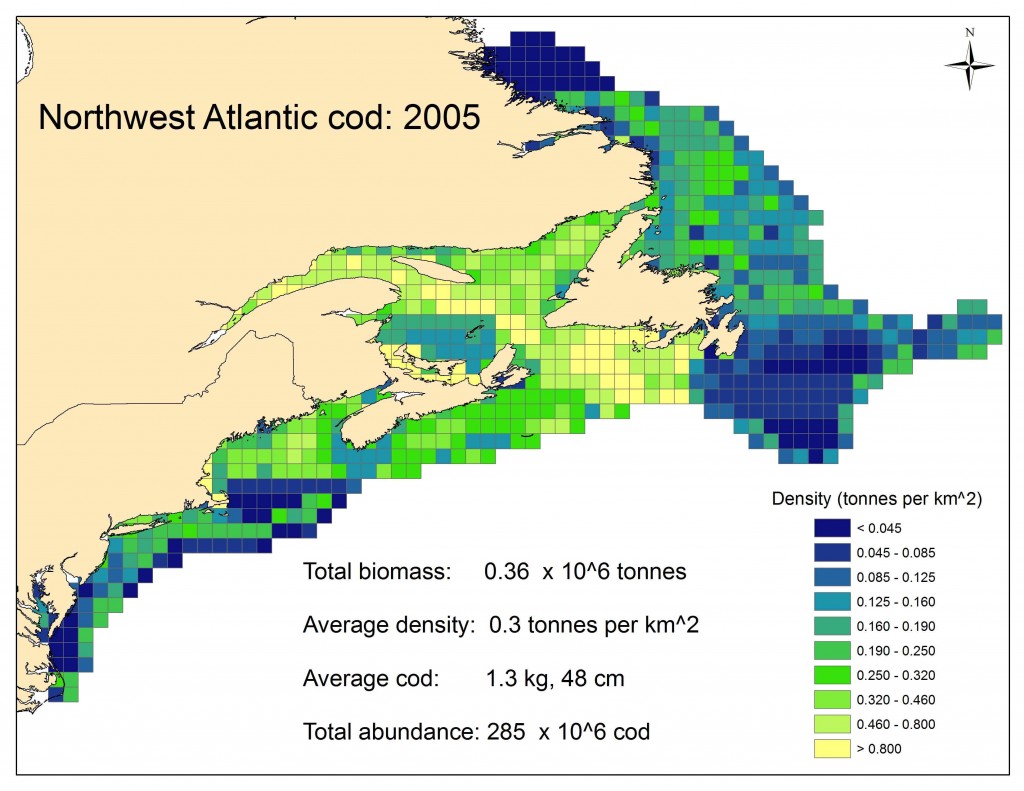 N
Northwest Atlantic cod: 2005
Density (tonnes per km^2)
< 0.045
0.045 - 0.085
0.085 - 0.125
0.125 - 0.160
0.160 - 0.190
0.190 - 0.250
0.250 - 0.320
0.320 - 0.460
0.460 - 0.800
> 0.800
Total biomass: 0.36 x 10^6 tonnes
Average density: 0.3 tonnes per km^2
Average cod: 1.3 kg, 48 cm
Total abundance: 285 x 10^6 cod